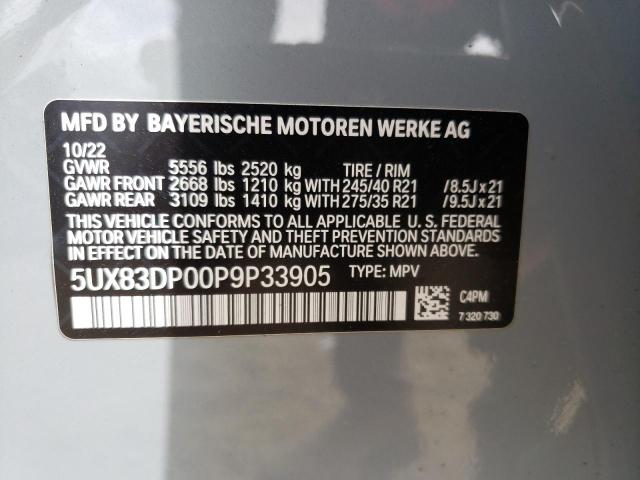 MFD BY BAYERISCHE MOTOREN WERKE AG
10/22
GVWR 5556 lbs 2520 kg TIRE / RIM
GAWR FRONT 2668 lbs 1210 kg WITH 245/40 R21 /8.5J x 21
GAWR REAR 3109 lbs 1410 kg WITH 275/35 R21 /9.5J x 21
THIS VEHICLE CONFORMS TO ALL APPLICABLE U. S. FEDERAL
MOTOR VEHICLE SAFETY AND THEFT PREVENTION STANDARDS
IN EFFECT ON THE DATE OF MANUFACTURE SHOWN ABOVE.
5UX83DP00P9P33905 TYPE: MPV
C4PM
7 320 730